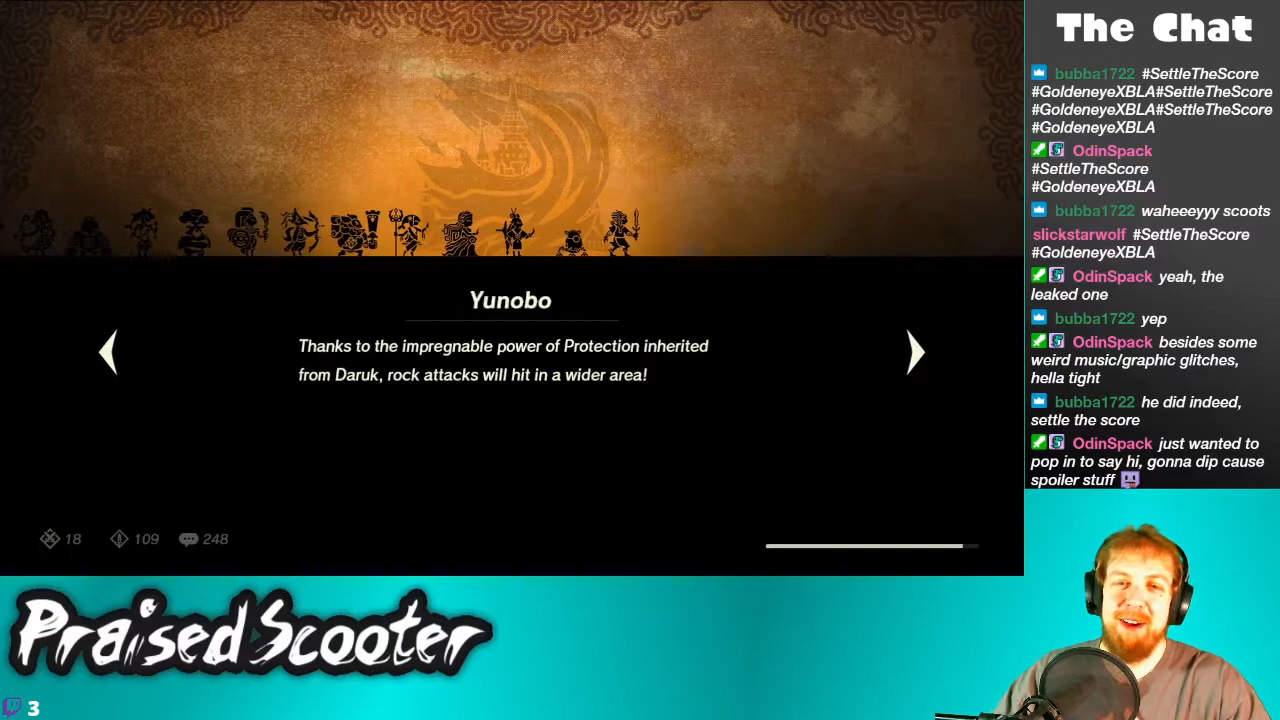 Yunobo
Thanks to the impregnable power of Protection inherited
from Daruk, rock attacks will hit in a wider area!
18
109
248
PraisedScooter
3
The Chat
bubba1722 #SettleTheScore
#GoldeneyeXBLA#SettleTheScore
#GoldeneyeXBLA#SettleTheScore
#GoldeneyeXBLA
OdinSpack
#SettleTheScore
#GoldeneyeXBLA
bubba1722 waheeeyyy scoots
slickstarwolf #SettleTheScore
#GoldeneyeXBLA
OdinSpack yeah, the
leaked one
bubba1722 yep
OdinSpack besides some
weird music/graphic glitches,
hella tight
bubba1722 he did indeed,
settle the score
OdinSpack just wanted to
pop in to say hi, gonna dip cause
spoiler stuff